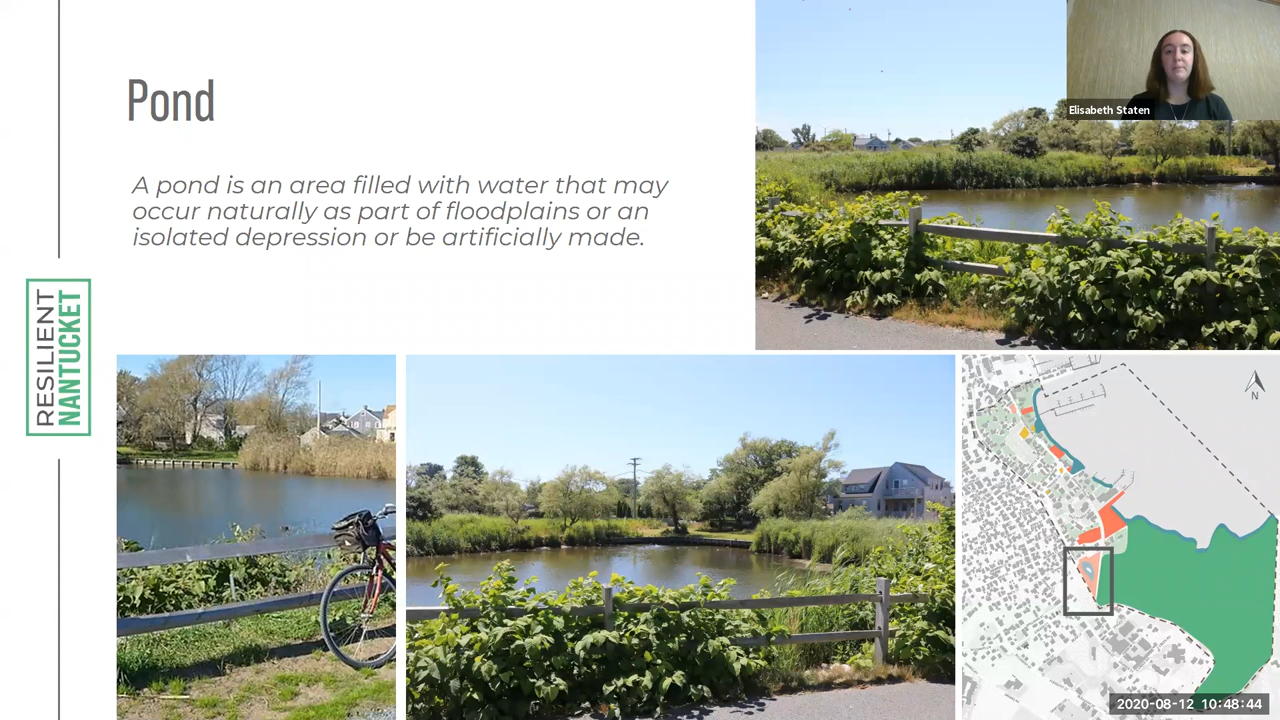 Pond
A pond is an area filled with water that may
occur naturally as part of floodplains or an
isolated depression or be artificially made.
RESILIENT
NANTUCKET
Elisabeth Staten
N
2020-08-12 10:48:44